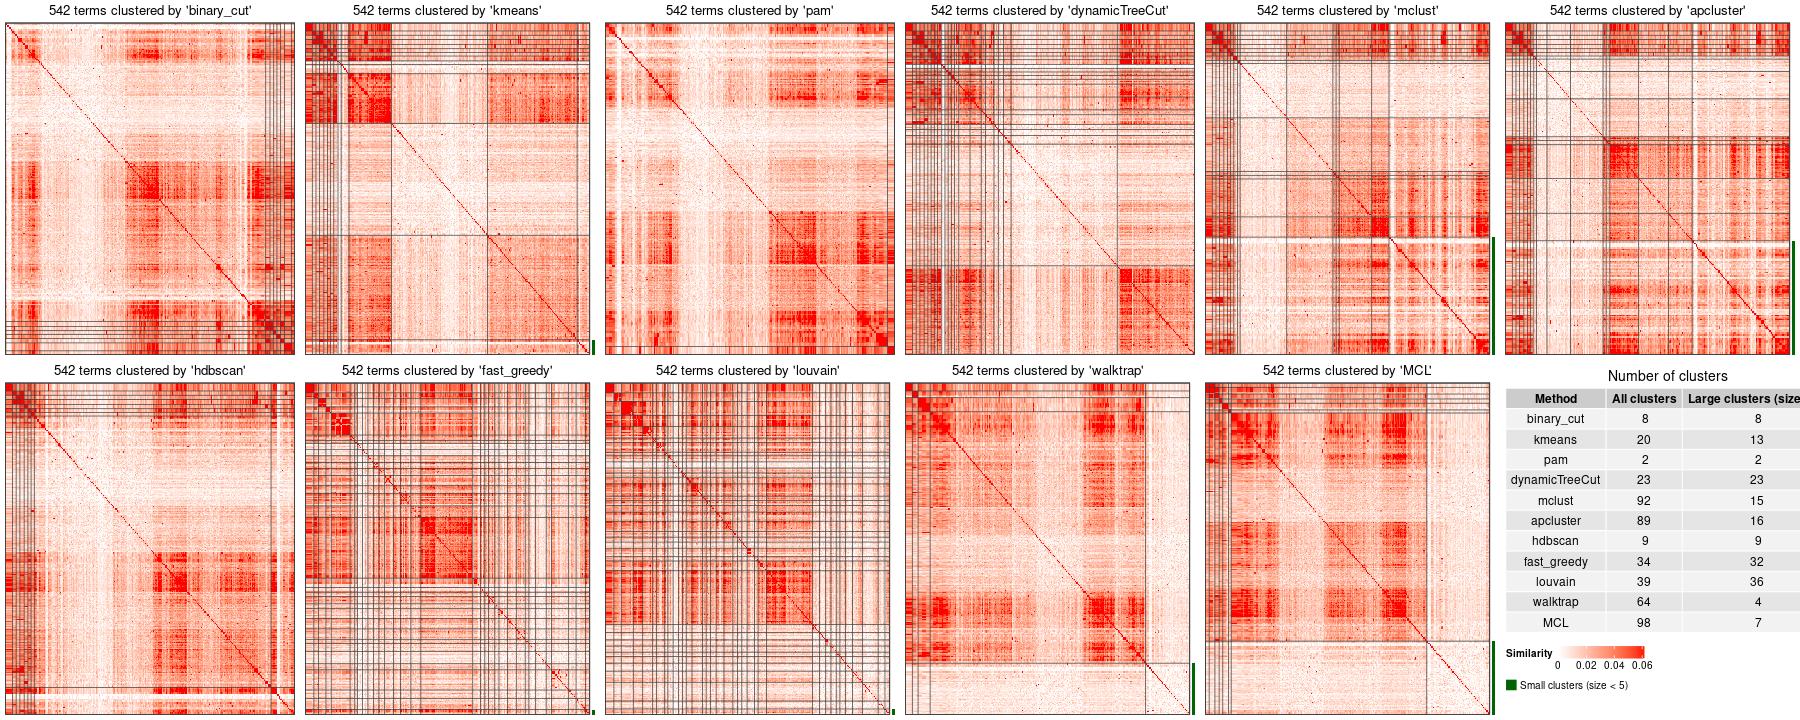 542 terms clustered by 'binary_cut'
542 terms clustered by 'kmeans'
542 terms clustered by 'pam'
542 terms clustered by 'dynamicTreeCut'
542 terms clustered by 'mclust'
542 terms clustered by 'apcluster'
542 terms clustered by 'hdbscan'
542 terms clustered by 'fast_greedy'
542 terms clustered by 'louvain'
542 terms clustered by 'walktrap'
542 terms clustered by 'MCL'
Number of clusters
Method All clusters Large clusters (size
binary_cut 8 8
kmeans 20 13
pam 2 2
dynamicTreeCut 23 23
mclust 92 15
apcluster 89 16
hdbscan 9 9
fast_greedy 34 32
louvain 39 36
walktrap 64 4
MCL 98 7
Similarity
0 0.02 0.04 0.06
Small clusters (size < 5)